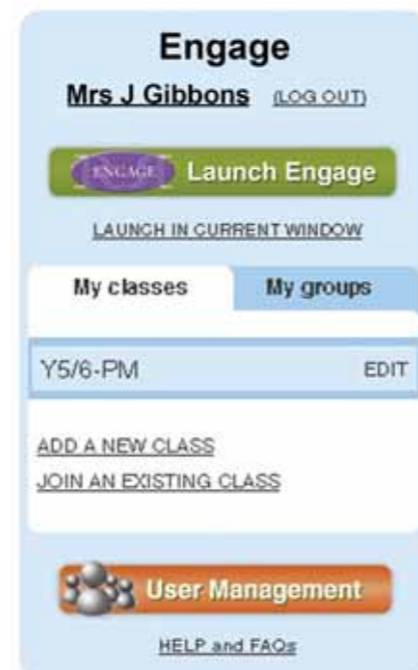 Engage
Mrs J Gibbons (LOG OUT)
ENGAGE Launch Engage
LAUNCH IN CURRENT WINDOW
My classes My groups
Y5/6-PM EDIT
ADD A NEW CLASS
JOIN AN EXISTING CLASS
User Management
HELP and FAQs